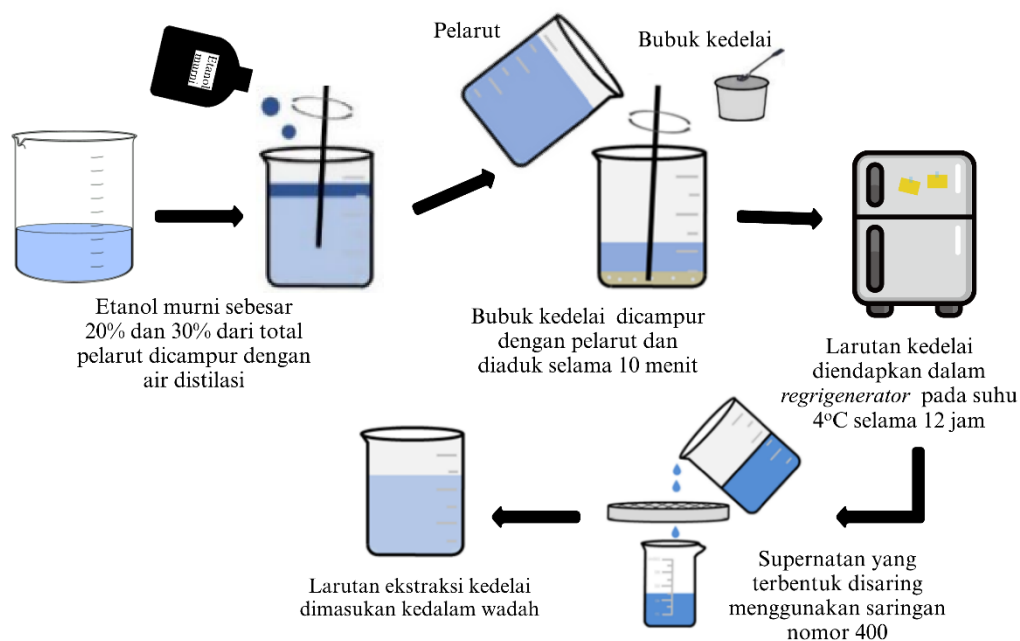 Etanol
murni
Pelarut
Bubuk kedelai
Etanol murni sebesar
20% dan 30% dari total
pelarut dicampur dengan
air distilasi
Bubuk kedelai dicampur
dengan pelarut dan
diaduk selama 10 menit
Larutan kedelai
diendapkan dalam
regrigenerator pada suhu
4°C selama 12 jam
Supernatan yang
terbentuk disaring
menggunakan saringan
nomor 400
Larutan ekstraksi kedelai
dimasukan kedalam wadah